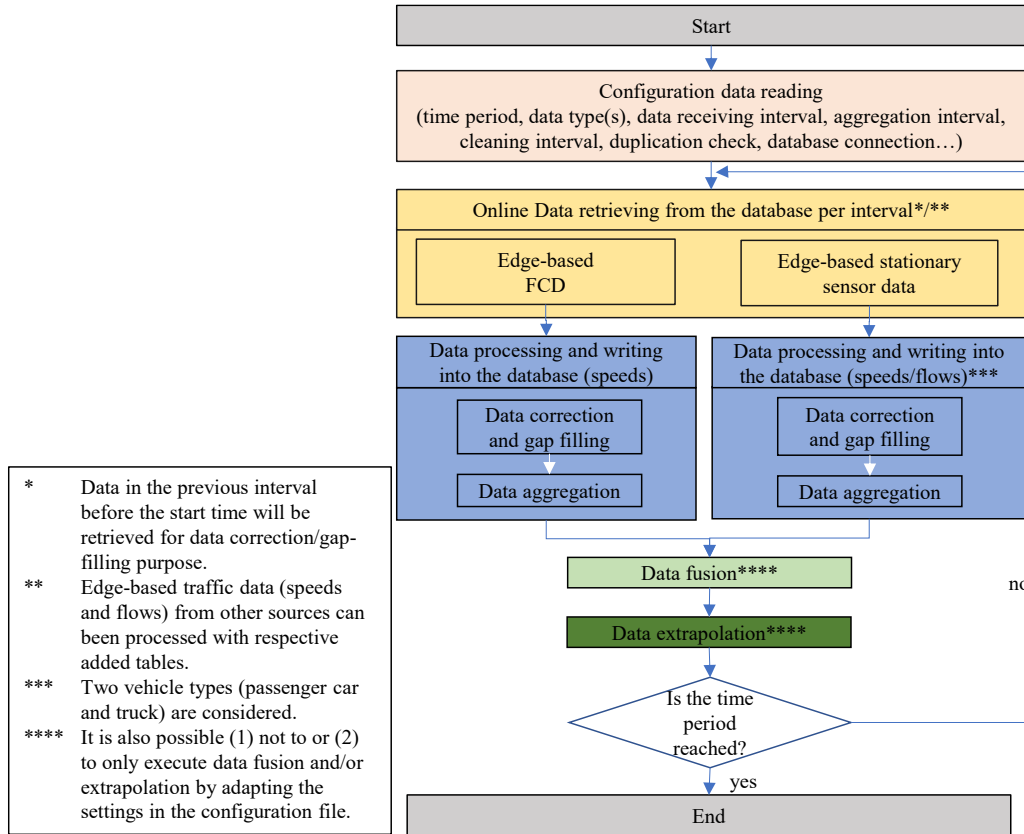 Start
Configuration data reading
(time period, data type(s), data receiving interval, aggregation interval,
cleaning interval, duplication check, database connection…)
Online Data retrieving from the database per interval*/**
Edge-based
FCD
Edge-based stationary
sensor data
Data processing and writing
into the database (speeds)
Data processing and writing into
the database (speeds/flows)***
Data correction
and gap filling
Data aggregation
Data correction
and gap filling
Data aggregation
Data fusion****
no
Data extrapolation****
Is the time
period
reached?
yes
End
* Data in the previous interval
before the start time will be
retrieved for data correction/gap-
filling purpose.
** Edge-based traffic data (speeds
and flows) from other sources can
been processed with respective
added tables.
*** Two vehicle types (passenger car
and truck) are considered.
**** It is also possible (1) not to or (2)
to only execute data fusion and/or
extrapolation by adapting the
settings in the configuration file.